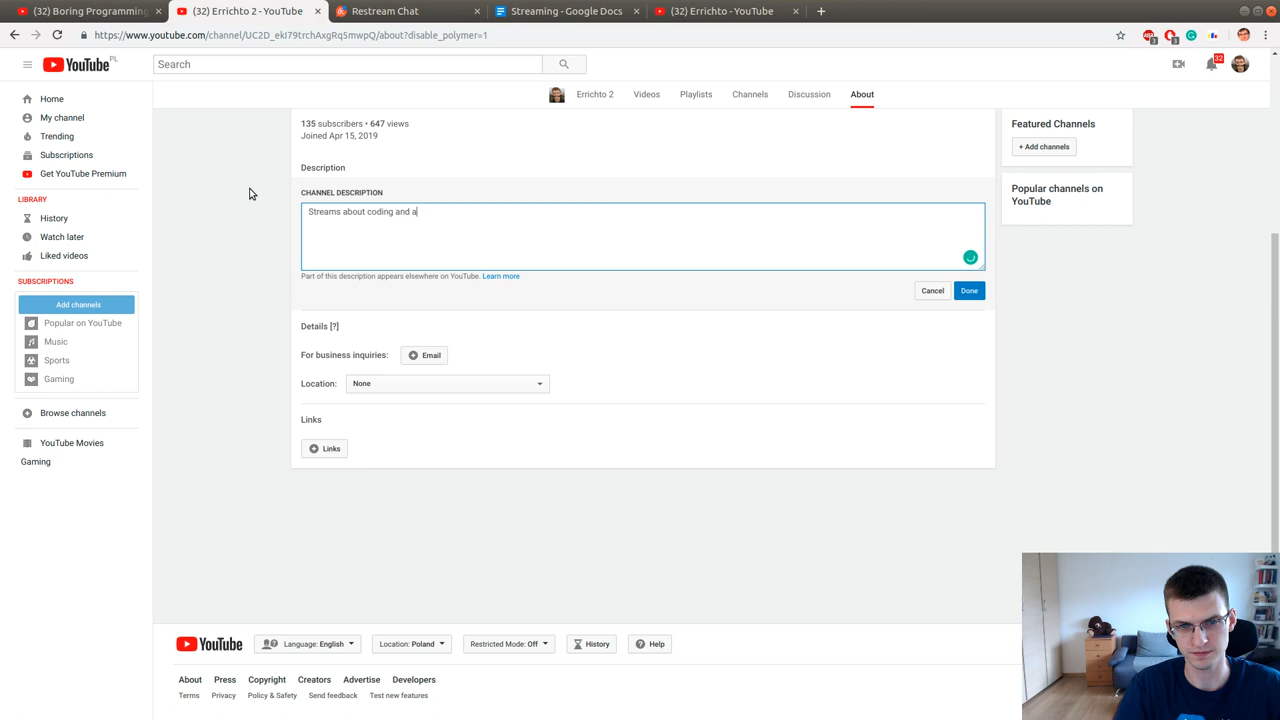 (32) Boring Programming
(32) Errichto 2 - YouTube
Restream Chat
Streaming - Google Docs
(32) Errichto - YouTube
https://www.youtube.com/channel/UC2D_ekI79trchAxgRq5mwpQ/about?disable_polymer=1
YouTube PL
Search
32
Errichto 2
Videos
Playlists
Channels
Discussion
About
Home
My channel
Trending
Subscriptions
Get YouTube Premium
LIBRARY
History
Watch later
Liked videos
SUBSCRIPTIONS
Add channels
Popular on YouTube
Music
Sports
Gaming
Browse channels
YouTube Movies
Gaming
135 subscribers • 647 views
Joined Apr 15, 2019
Description
CHANNEL DESCRIPTION
Streams about coding and a
Part of this description appears elsewhere on YouTube. Learn more
Cancel
Done
Details [?]
For business inquiries:
Email
Location:
None
Links
Links
Featured Channels
+ Add channels
Popular channels on
YouTube
YouTube
Language: English
Location: Poland
Restricted Mode: Off
History
Help
About
Press
Copyright
Creators
Advertise
Developers
Terms
Privacy
Policy & Safety
Send feedback
Test new features